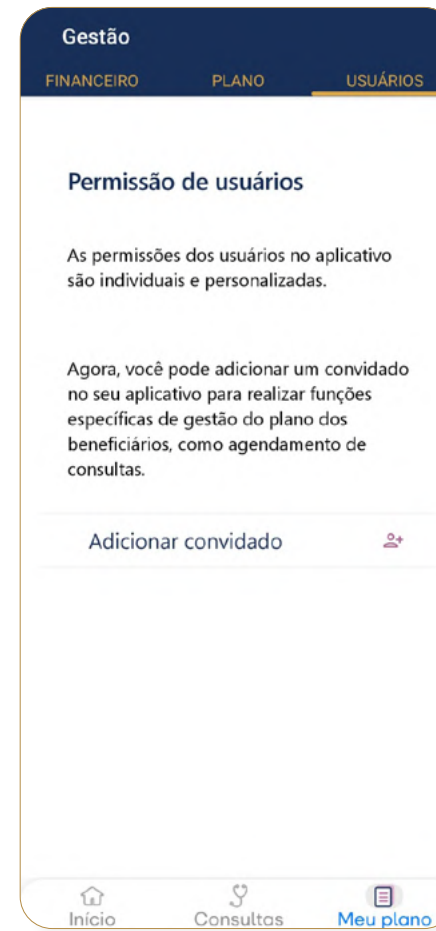 Gestão
FINANCEIRO PLANO USUÁRIOS
Permissão de usuários
As permissões dos usuários no aplicativo
são individuais e personalizadas.
Agora, você pode adicionar um convidado
no seu aplicativo para realizar funções
específicas de gestão do plano dos
beneficiários, como agendamento de
consultas.
Adicionar convidado
Início Consultas Meu plano